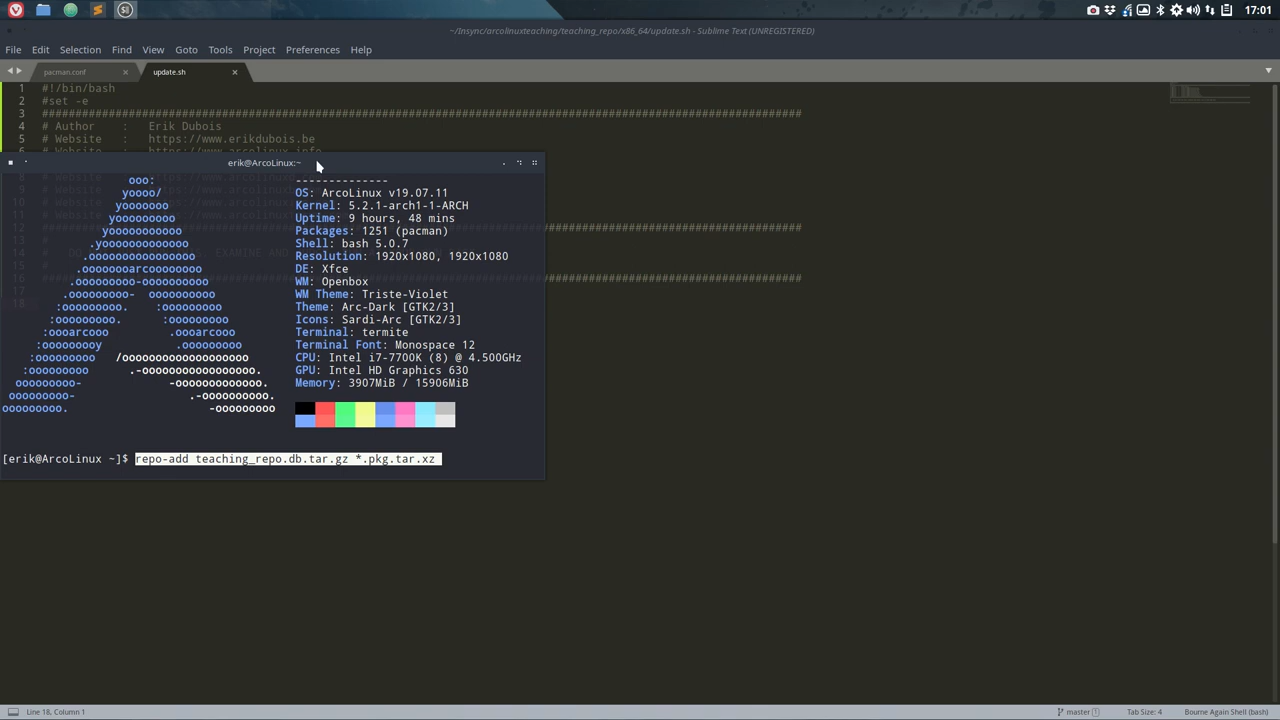 17:01
~/Insync/arcolinuxteaching/teaching_repo/x86_64/update.sh - Sublime Text (UNREGISTERED)
File Edit Selection Find View Goto Tools Project Preferences Help
pacman.conf update.sh
1 #!/bin/bash
2 #set -e
3 ##################################################################################################################
4 # Author : Erik Dubois
5 # Website : https://www.erikdubois.be
erik@ArcoLinux:~
OS: ArcoLinux v19.07.11
Kernel: 5.2.1-arch1-1-ARCH
Uptime: 9 hours, 48 mins
Packages: 1251 (pacman)
Shell: bash 5.0.7
Resolution: 1920x1080, 1920x1080
DE: Xfce
WM: Openbox
WM Theme: Triste-Violet
Theme: Arc-Dark [GTK2/3]
Icons: Sardi-Arc [GTK2/3]
Terminal: termite
Terminal Font: Monospace 12
CPU: Intel i7-7700K (8) @ 4.500GHz
GPU: Intel HD Graphics 630
Memory: 3907MiB / 15906MiB
[erik@ArcoLinux ~]$ repo-add teaching_repo.db.tar.gz *.pkg.tar.xz
Line 18, Column 1 master 1 Tab Size: 4 Bourne Again Shell (bash)